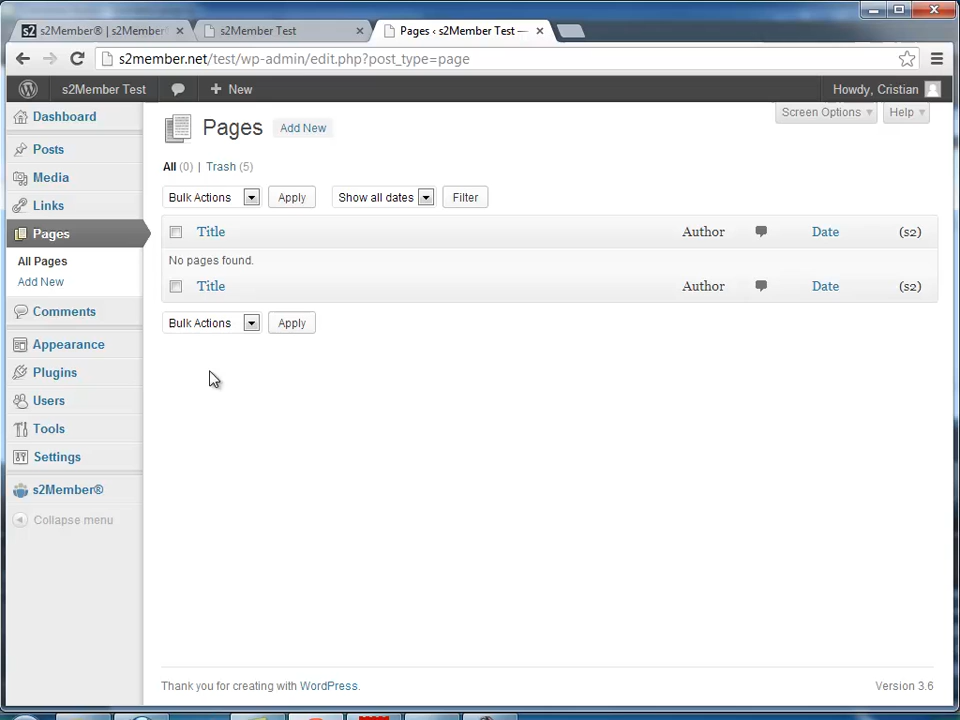 s2 s2Member® | s2Member
s2Member Test
Pages ‹ s2Member Test —
s2member.net/test/wp-admin/edit.php?post_type=page
s2Member Test
+ New
Howdy, Cristian
Dashboard
Posts
Media
Links
Pages
All Pages
Add New
Comments
Appearance
Plugins
Users
Tools
Settings
s2Member®
Collapse menu
Screen Options
Help
Pages
Add New
All (0) | Trash (5)
Bulk Actions
Apply
Show all dates
Filter
Title
Author
Date
(s2)
No pages found.
Title
Author
Date
(s2)
Bulk Actions
Apply
Thank you for creating with WordPress.
Version 3.6